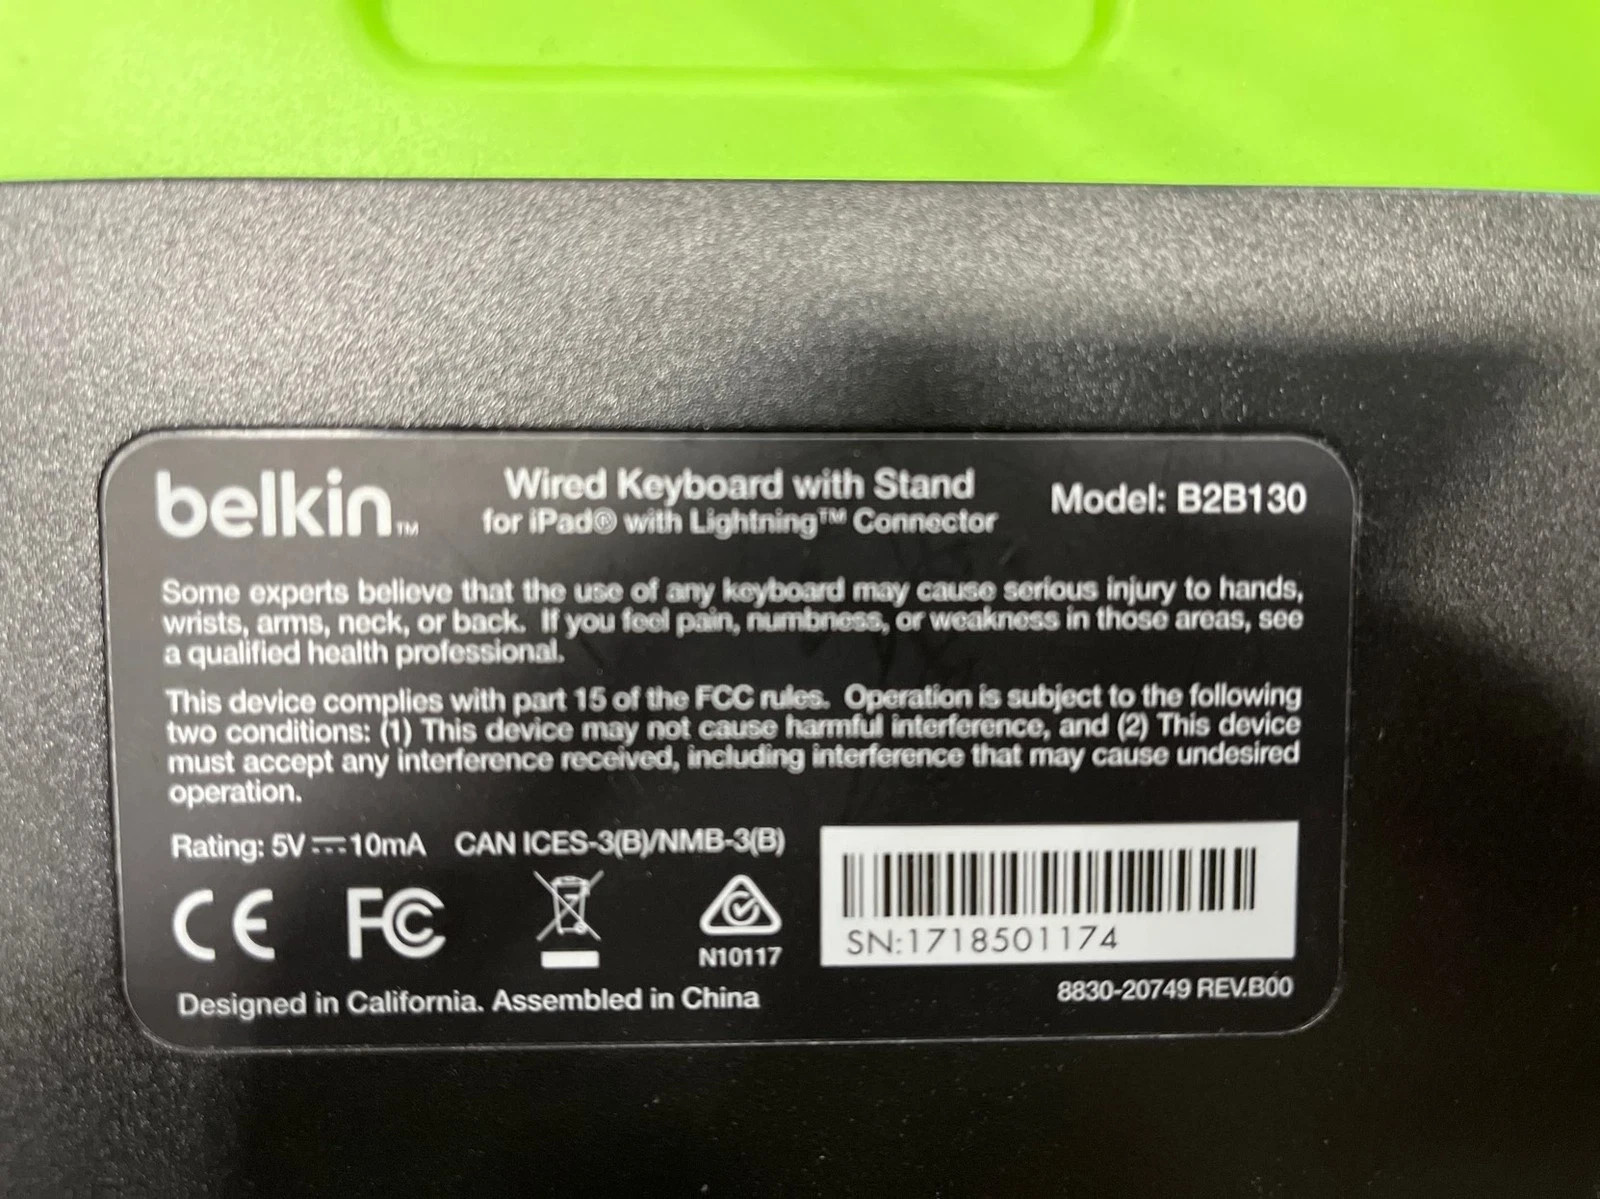 belkin™
Wired Keyboard with Stand
for iPad® with Lightning™ Connector
Model: B2B130
Some experts believe that the use of any keyboard may cause serious injury to hands,
wrists, arms, neck, or back. If you feel pain, numbness, or weakness in those areas, see
a qualified health professional.
This device complies with part 15 of the FCC rules. Operation is subject to the following
two conditions: (1) This device may not cause harmful interference, and (2) This device
must accept any interference received, including interference that may cause undesired
operation.
Rating: 5V⎓10mA CAN ICES-3(B)/NMB-3(B)
CE FC
N10117
SN:1718501174
Designed in California. Assembled in China
8830-20749 REV.B00